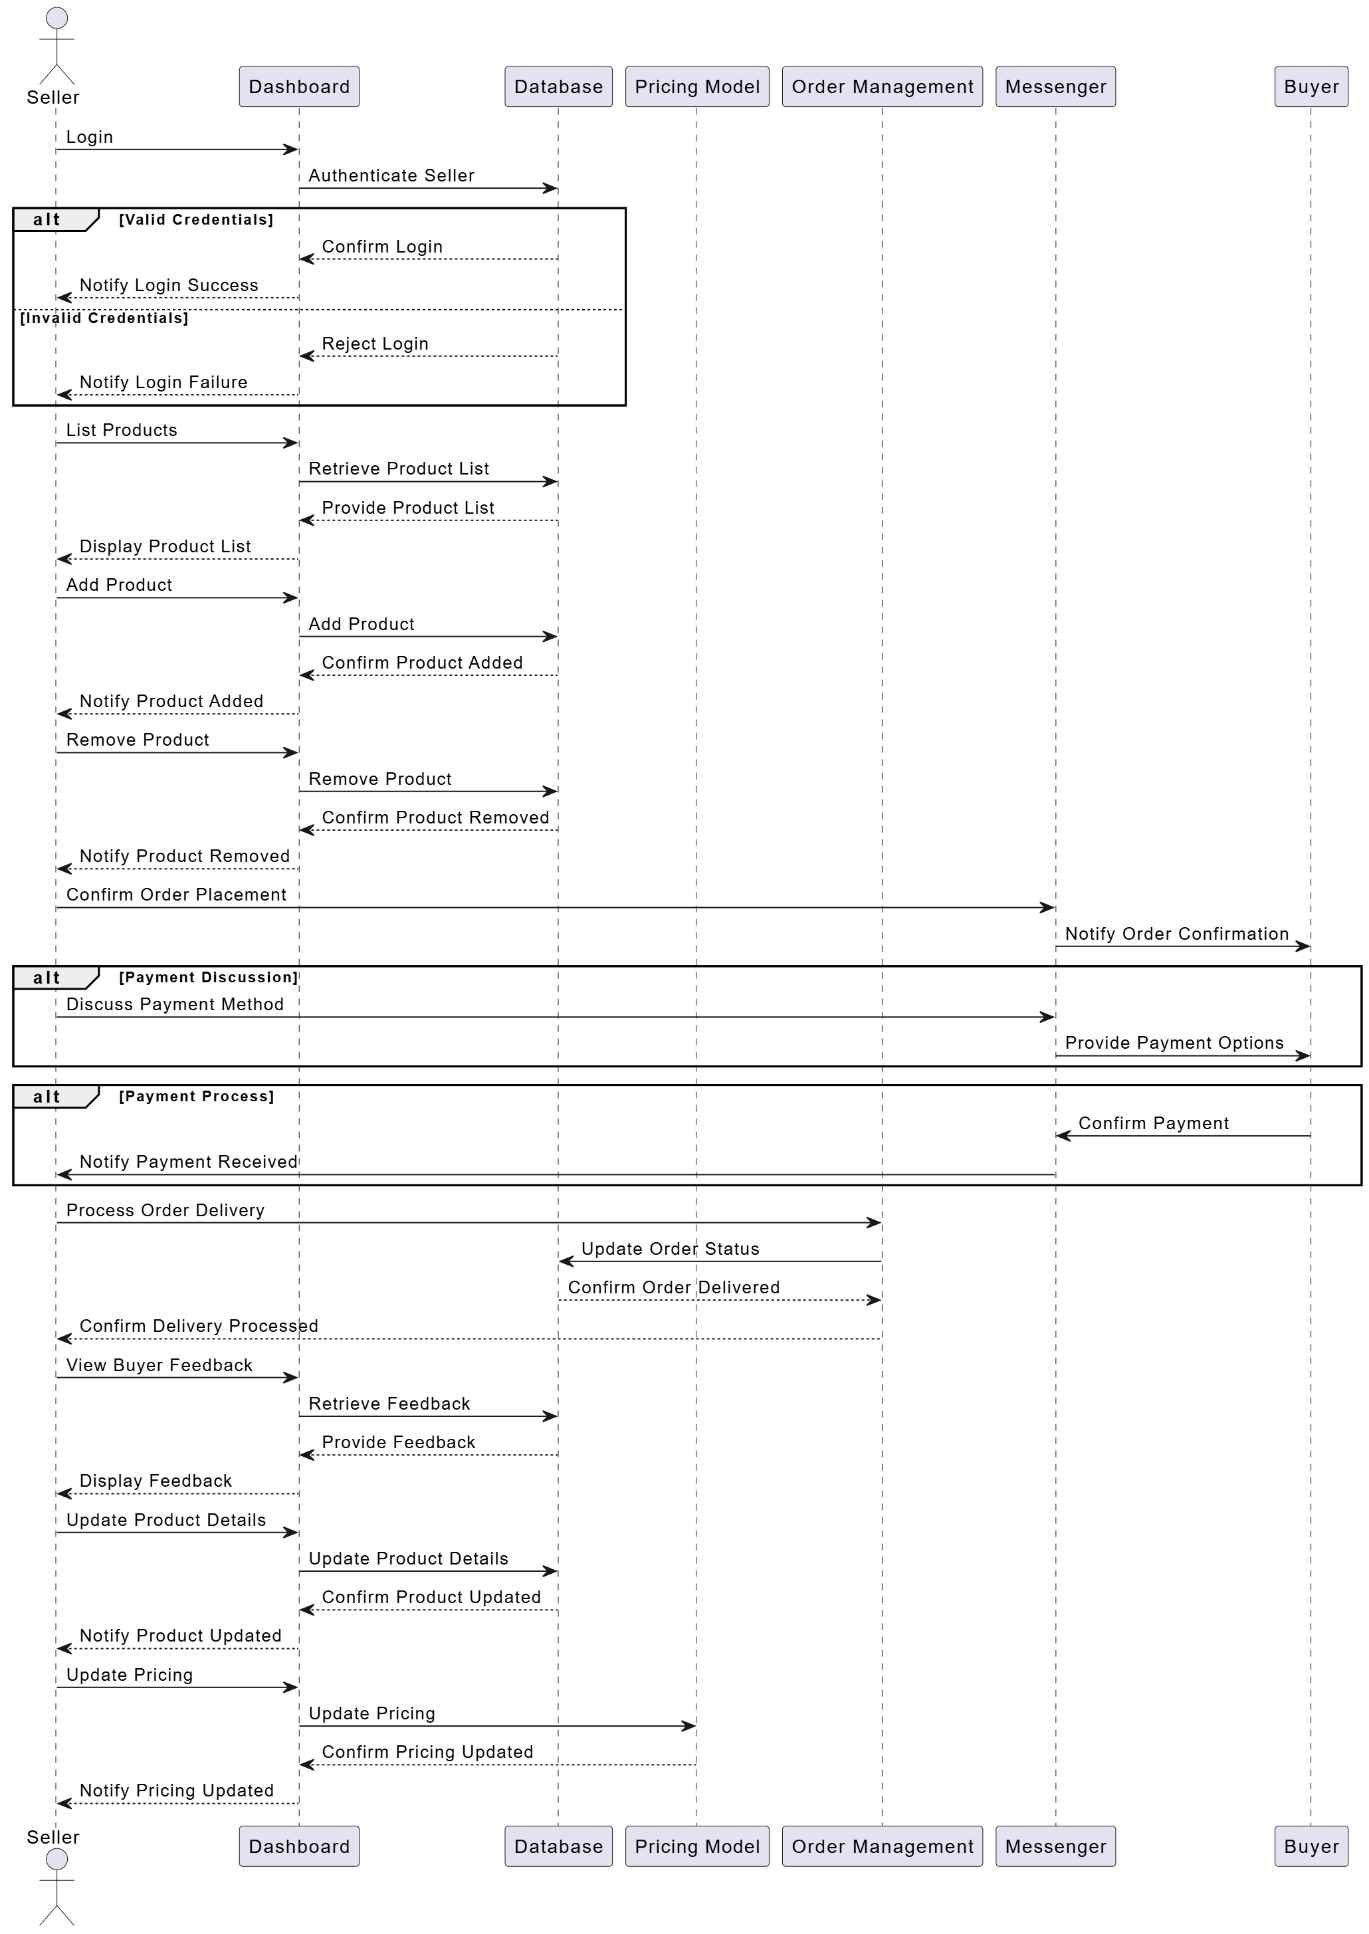 Seller
Dashboard
Database
Pricing Model
Order Management
Messenger
Buyer
Login
Authenticate Seller
alt
[Valid Credentials]
Confirm Login
Notify Login Success
[Invalid Credentials]
Reject Login
Notify Login Failure
List Products
Retrieve Product List
Provide Product List
Display Product List
Add Product
Add Product
Confirm Product Added
Notify Product Added
Remove Product
Remove Product
Confirm Product Removed
Notify Product Removed
Confirm Order Placement
Notify Order Confirmation
alt
[Payment Discussion]
Discuss Payment Method
Provide Payment Options
alt
[Payment Process]
Confirm Payment
Notify Payment Received
Process Order Delivery
Update Order Status
Confirm Order Delivered
Confirm Delivery Processed
View Buyer Feedback
Retrieve Feedback
Provide Feedback
Display Feedback
Update Product Details
Update Product Details
Confirm Product Updated
Notify Product Updated
Update Pricing
Update Pricing
Confirm Pricing Updated
Notify Pricing Updated
Seller
Dashboard
Database
Pricing Model
Order Management
Messenger
Buyer